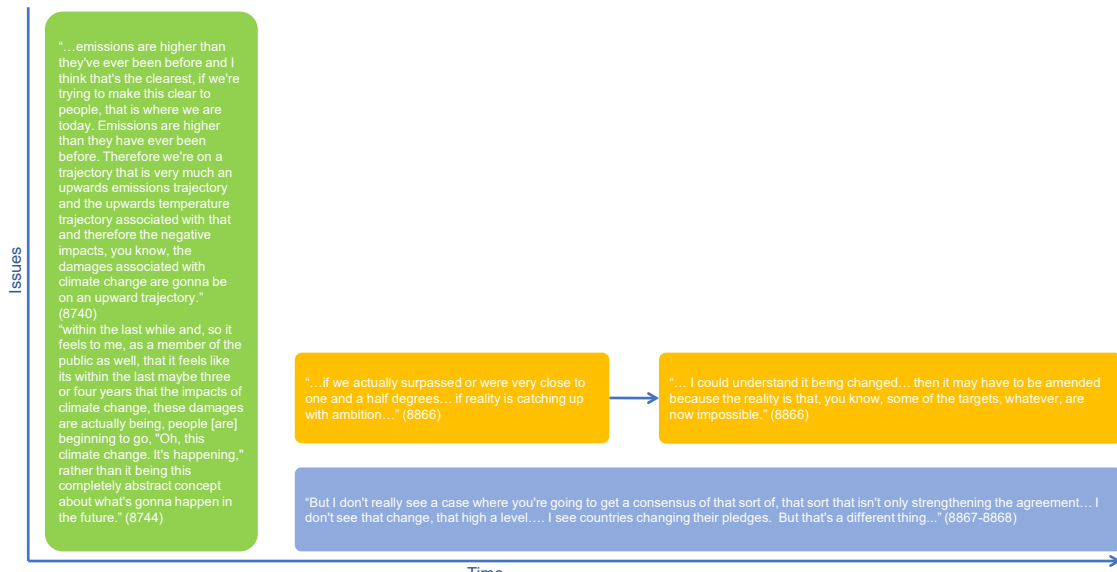 “…emissions are higher than
they've ever been before and I
think that's the clearest, if we're
trying to make this clear to
people, that is where we are
today. Emissions are higher
than they have ever been
before. Therefore we're on a
trajectory that is very much an
upwards emissions trajectory
and the upwards temperature
trajectory associated with that
and therefore the negative
impacts, you know, the
damages associated with
climate change are gonna be
on an upward trajectory.”
(8740)
“within the last while and, so it
feels to me, as a member of the
public as well, that it feels like
its within the last maybe three
or four years that the impacts of
climate change, these damages
are actually being, people [are]
beginning to go, "Oh, this
climate change. It's happening,"
rather than it being this
completely abstract concept
about what's gonna happen in
the future.” (8744)
Issues
“…if we actually surpassed or were very close to
one and a half degrees… if reality is catching up
with ambition…” (8866)
“… I could understand it being changed… then it may have to be amended
because the reality is that, you know, some of the targets, whatever, are
now impossible.” (8866)
“But I don't really see a case where you're going to get a consensus of that sort of, that sort that isn't only strengthening the agreement… I
don't see that change, that high a level…. I see countries changing their pledges.  But that's a different thing...” (8867-8868)
Time